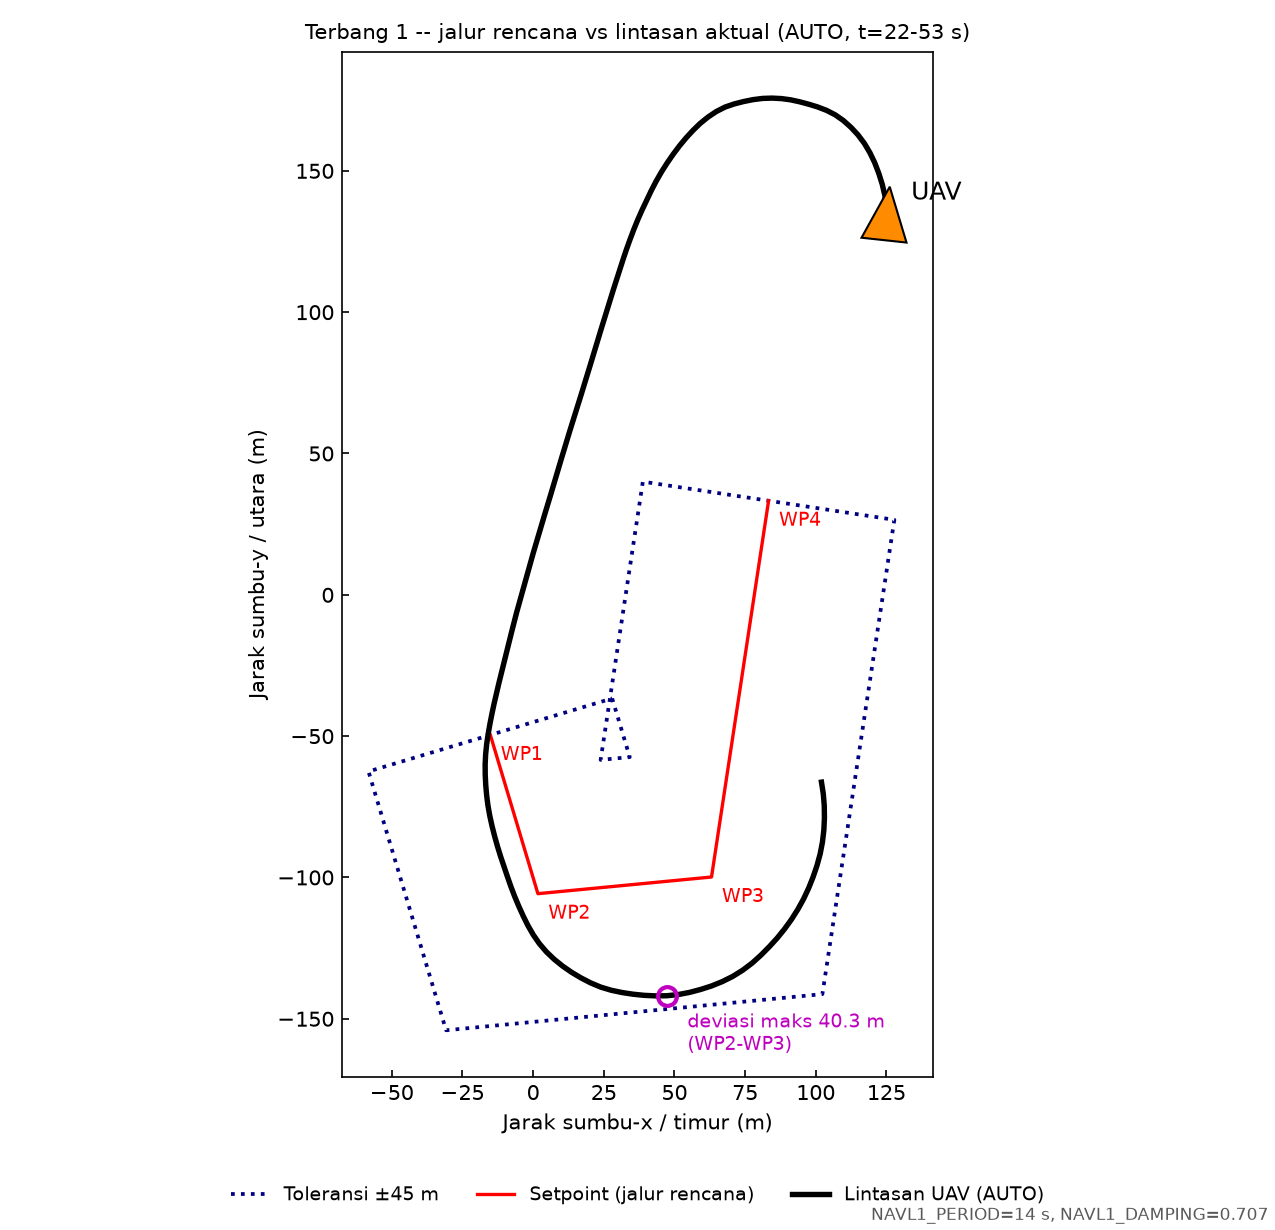 Terbang 1 -- jalur rencana vs lintasan aktual (AUTO, t=22-53 s)
UAV
150
100
50
0
−50
−100
−150
Jarak sumbu-y / utara (m)
WP4
WP1
WP3
WP2
deviasi maks 40.3 m
(WP2-WP3)
−50 −25 0 25 50 75 100 125
Jarak sumbu-x / timur (m)
Toleransi ±45 m Setpoint (jalur rencana) Lintasan UAV (AUTO)
NAVL1_PERIOD=14 s, NAVL1_DAMPING=0.707